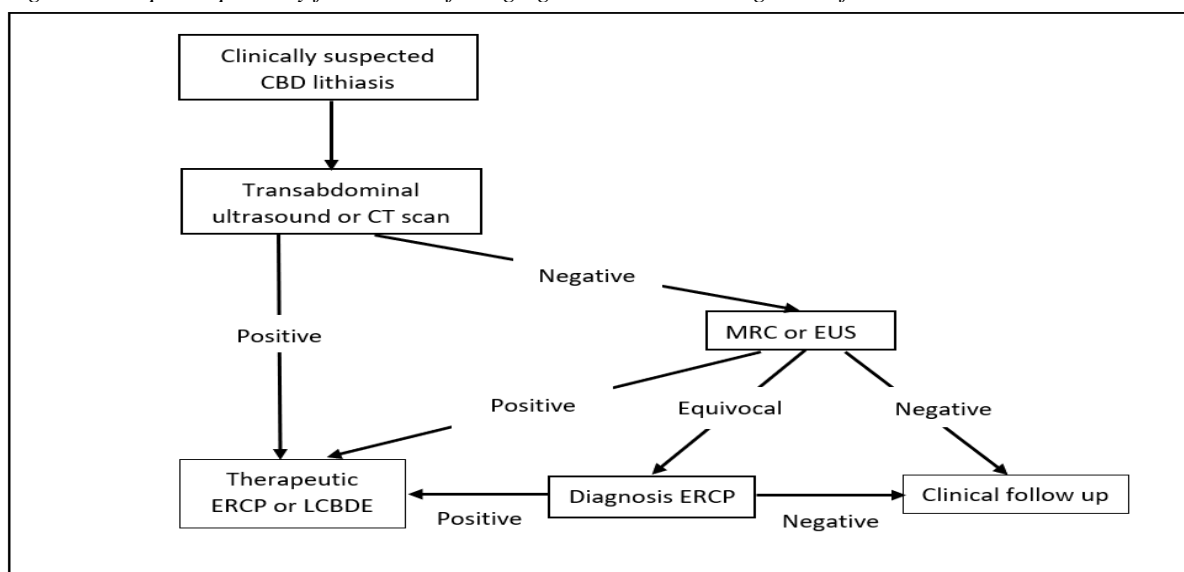 Clinically suspected
CBD lithiasis
Transabdominal
ultrasound or CT scan
Negative
Positive
MRC or EUS
Positive
Equivocal
Negative
Therapeutic
ERCP or LCBDE
Diagnosis ERCP
Clinical follow up
Positive
Negative